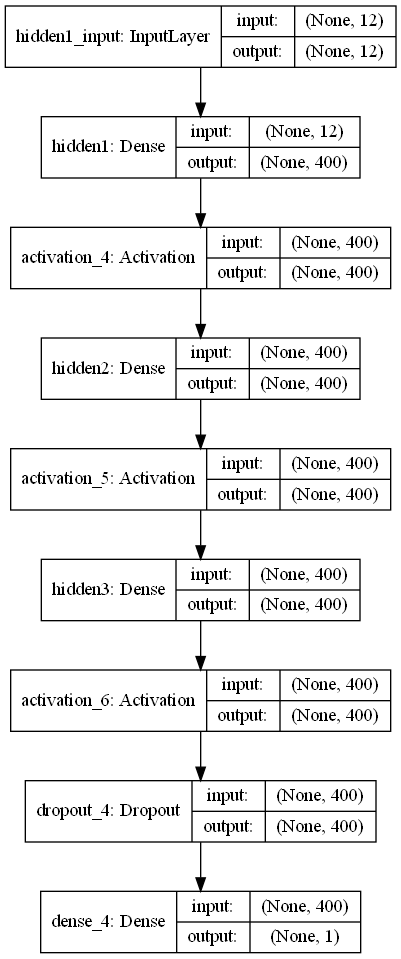 hidden1_input: InputLayer
input: (None, 12)
output: (None, 12)
hidden1: Dense
input: (None, 12)
output: (None, 400)
activation_4: Activation
input: (None, 400)
output: (None, 400)
hidden2: Dense
input: (None, 400)
output: (None, 400)
activation_5: Activation
input: (None, 400)
output: (None, 400)
hidden3: Dense
input: (None, 400)
output: (None, 400)
activation_6: Activation
input: (None, 400)
output: (None, 400)
dropout_4: Dropout
input: (None, 400)
output: (None, 400)
dense_4: Dense
input: (None, 400)
output: (None, 1)